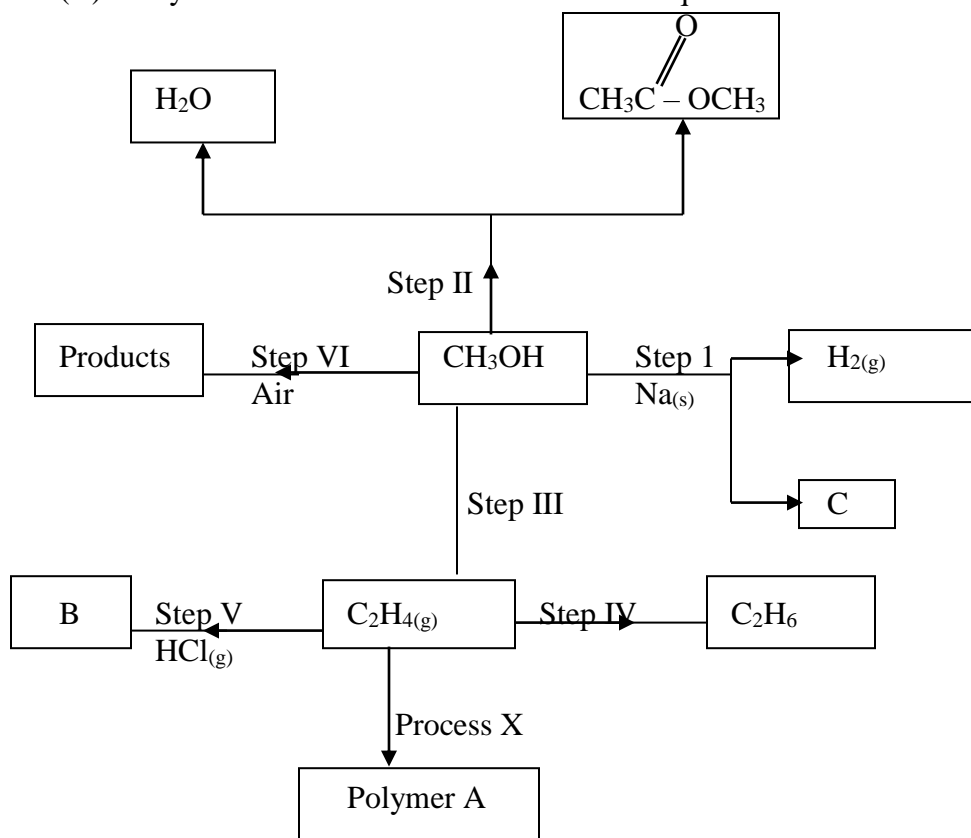 O
H₂O
CH₃C – OCH₃
Step II
Products
Step VI
Air
CH₃OH
Step 1
Na(s)
H₂(g)
C
Step III
B
Step V
HCl(g)
C₂H₄(g)
Step IV
C₂H₆
Process X
Polymer A